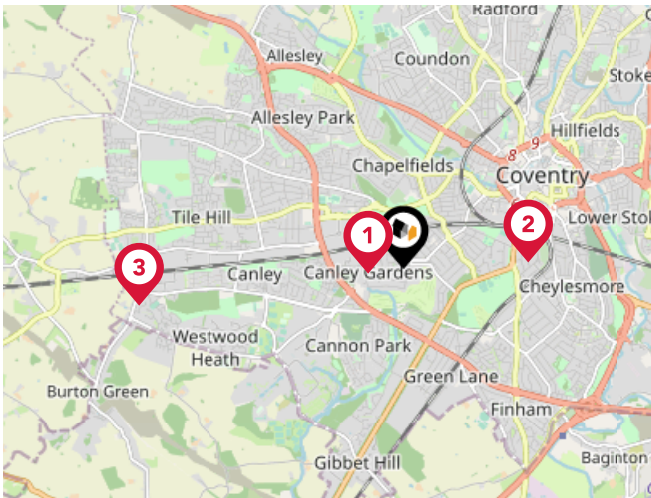 Radford
Allesley
Coundon
Stoke
Allesley Park
Hillfields
9
8
Chapelfields
Coventry
Tile Hill
Lower Stok
1
2
3
Canley
Canley Gardens
Cheylesmore
Westwood
Heath
Cannon Park
Burton Green
Green Lane
Finham
Gibbet Hill
Baginton